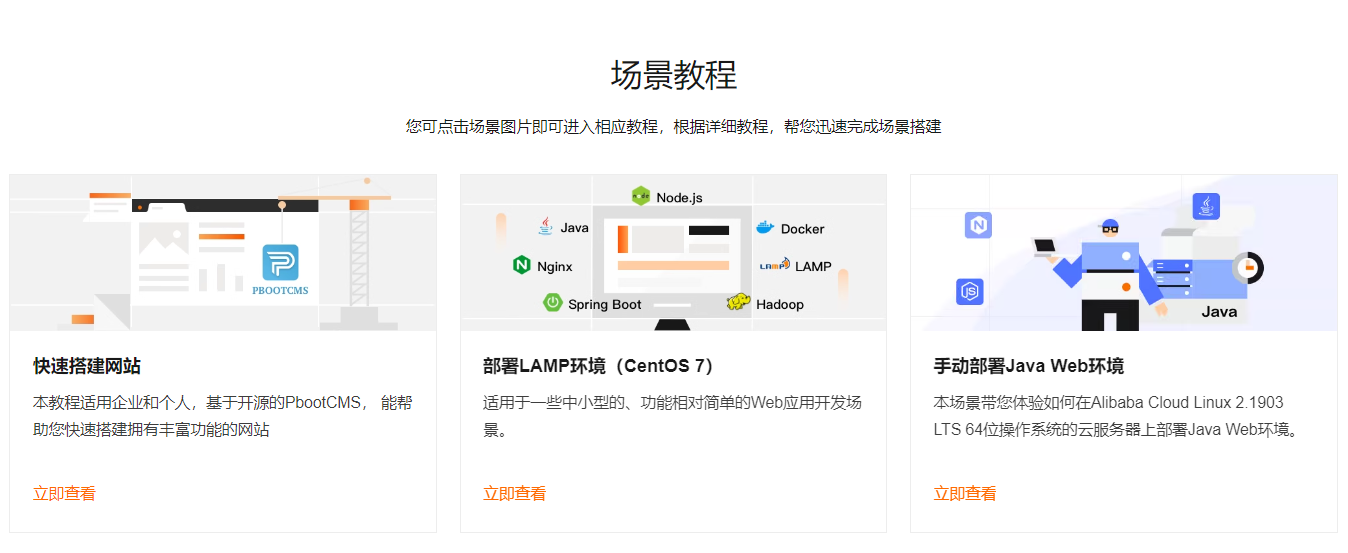 场景教程
您可点击场景图片即可进入相应教程，根据详细教程，帮您迅速完成场景搭建
PBOOTCMS
Node.js
Java
Docker
Nginx
LAMP
LAMP
Spring Boot
Hadoop
Java
快速搭建网站
本教程适用企业和个人，基于开源的PbootCMS， 能帮
助您快速搭建拥有丰富功能的网站
立即查看
部署LAMP环境（CentOS 7）
适用于一些中小型的、功能相对简单的Web应用开发场
景。
立即查看
手动部署Java Web环境
本场景带您体验如何在Alibaba Cloud Linux 2.1903
LTS 64位操作系统的云服务器上部署Java Web环境。
立即查看